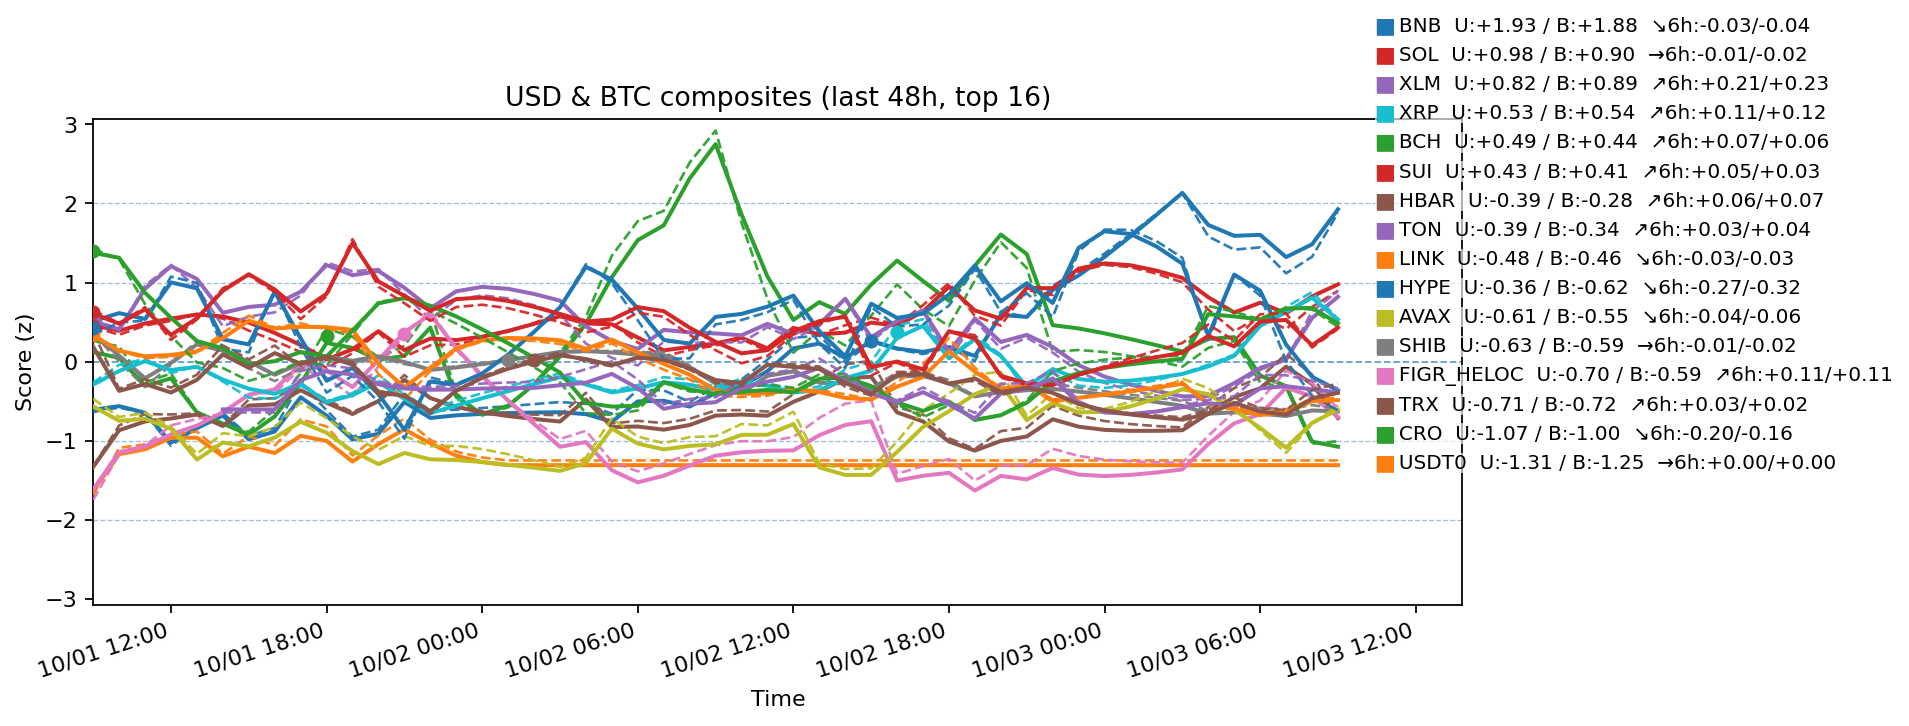 USD & BTC composites (last 48h, top 16)
BNB  U:+1.93 / B:+1.88  ↘6h:-0.03/-0.04
SOL  U:+0.98 / B:+0.90  →6h:-0.01/-0.02
XLM  U:+0.82 / B:+0.89  ↗6h:+0.21/+0.23
XRP  U:+0.53 / B:+0.54  ↗6h:+0.11/+0.12
BCH  U:+0.49 / B:+0.44  ↗6h:+0.07/+0.06
SUI  U:+0.43 / B:+0.41  ↗6h:+0.05/+0.03
HBAR  U:-0.39 / B:-0.28  ↗6h:+0.06/+0.07
TON  U:-0.39 / B:-0.34  ↗6h:+0.03/+0.04
LINK  U:-0.48 / B:-0.46  ↘6h:-0.03/-0.03
HYPE  U:-0.36 / B:-0.62  ↘6h:-0.27/-0.32
AVAX  U:-0.61 / B:-0.55  ↘6h:-0.04/-0.06
SHIB  U:-0.63 / B:-0.59  →6h:-0.01/-0.02
FIGR_HELOC  U:-0.70 / B:-0.59  ↗6h:+0.11/+0.11
TRX  U:-0.71 / B:-0.72  ↗6h:+0.03/+0.02
CRO  U:-1.07 / B:-1.00  ↘6h:-0.20/-0.16
USDT0  U:-1.31 / B:-1.25  →6h:+0.00/+0.00
Score (z)
3
2
1
0
−1
−2
−3
10/01 12:00
10/01 18:00
10/02 00:00
10/02 06:00
10/02 12:00
10/02 18:00
10/03 00:00
10/03 06:00
10/03 12:00
Time